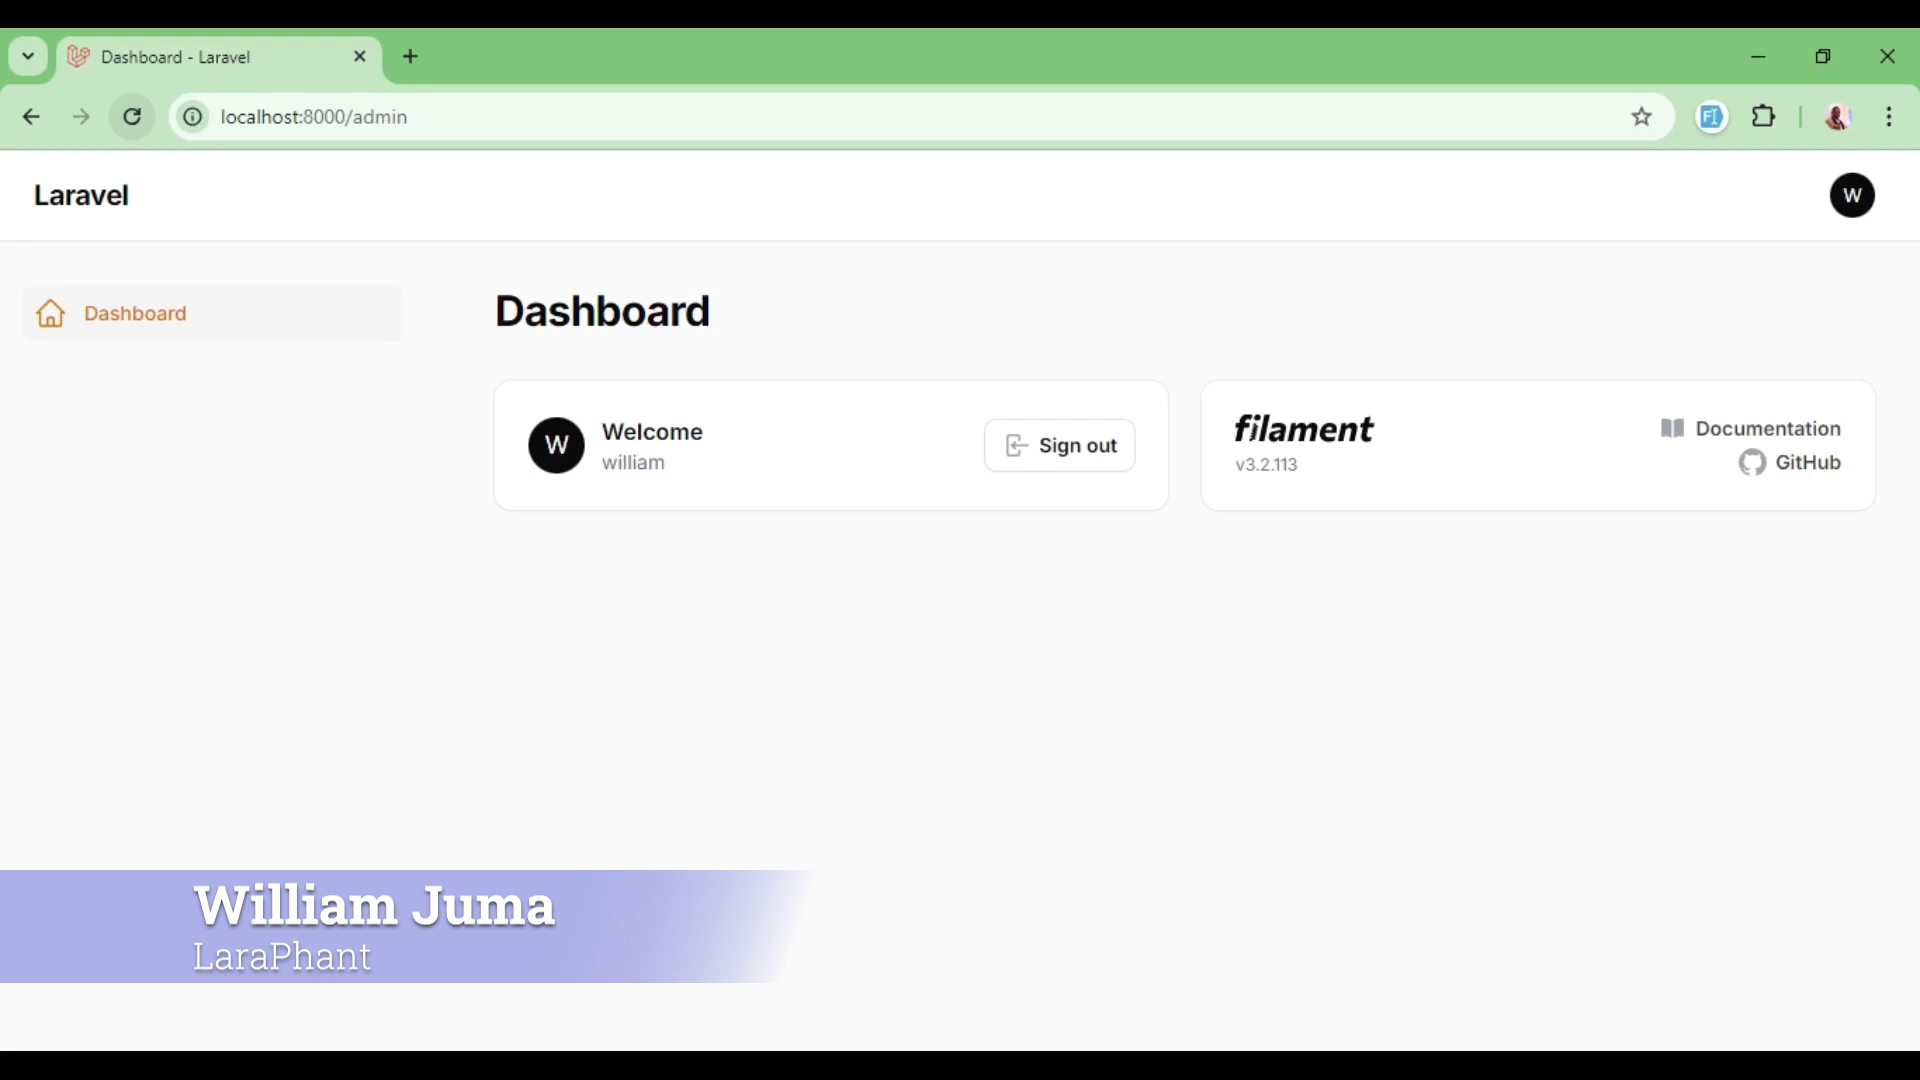 Dashboard - Laravel
localhost:8000/admin
FI
Laravel
W
Dashboard
Dashboard
W
Welcome
william
Sign out
filament
v3.2.113
Documentation
GitHub
William Juma
LaraPhant